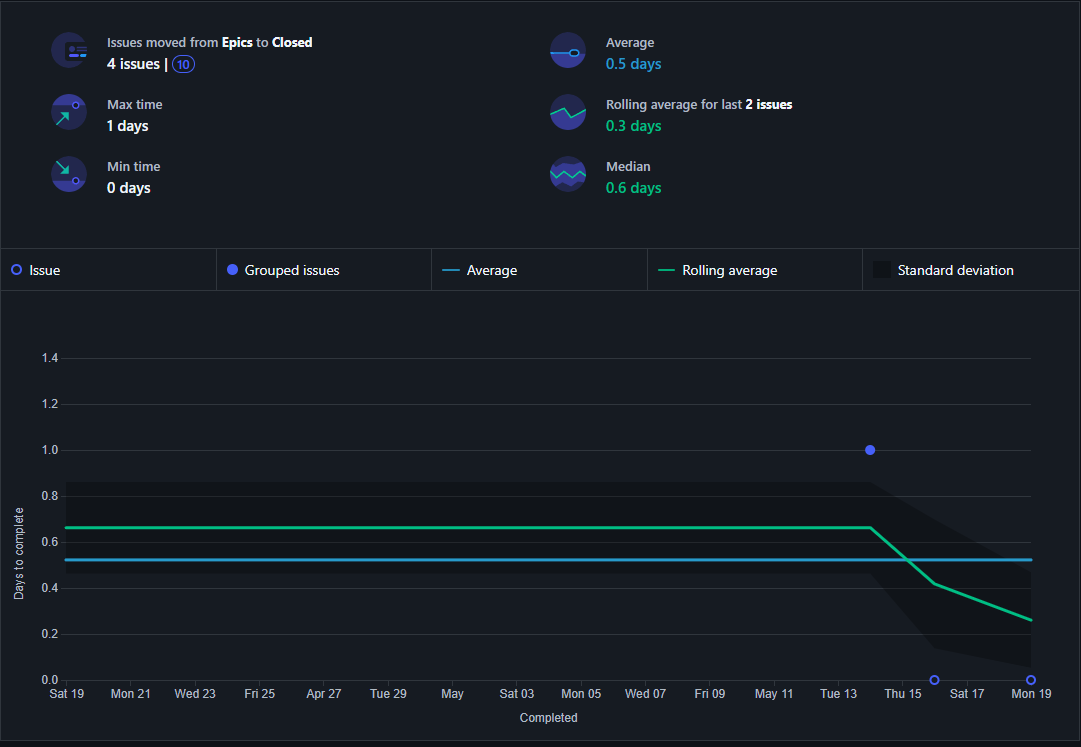 Issues moved from Epics to Closed
4 issues | 10
Max time
1 days
Min time
0 days
Average
0.5 days
Rolling average for last 2 issues
0.3 days
Median
0.6 days
Issue
Grouped issues
Average
Rolling average
Standard deviation
1.4
1.2
1.0
0.8
0.6
0.4
0.2
0.0
Days to complete
Sat 19 Mon 21 Wed 23 Fri 25 Apr 27 Tue 29 May Sat 03 Mon 05 Wed 07 Fri 09 May 11 Tue 13 Thu 15 Sat 17 Mon 19
Completed